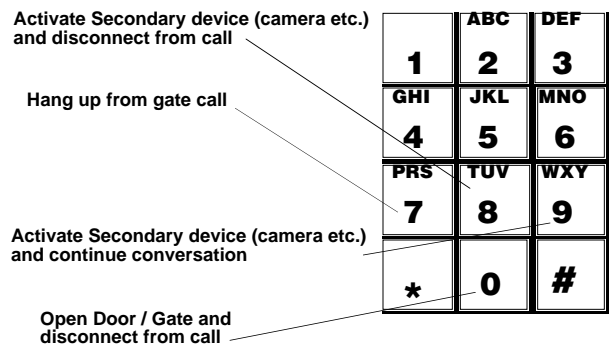 Activate Secondary device (camera etc.)
and disconnect from call
Hang up from gate call
Activate Secondary device (camera etc.)
and continue conversation
Open Door / Gate and
disconnect from call
ABC DEF
1 2 3
GHI JKL MNO
4 5 6
PRS TUV WXY
7 8 9
* 0 #